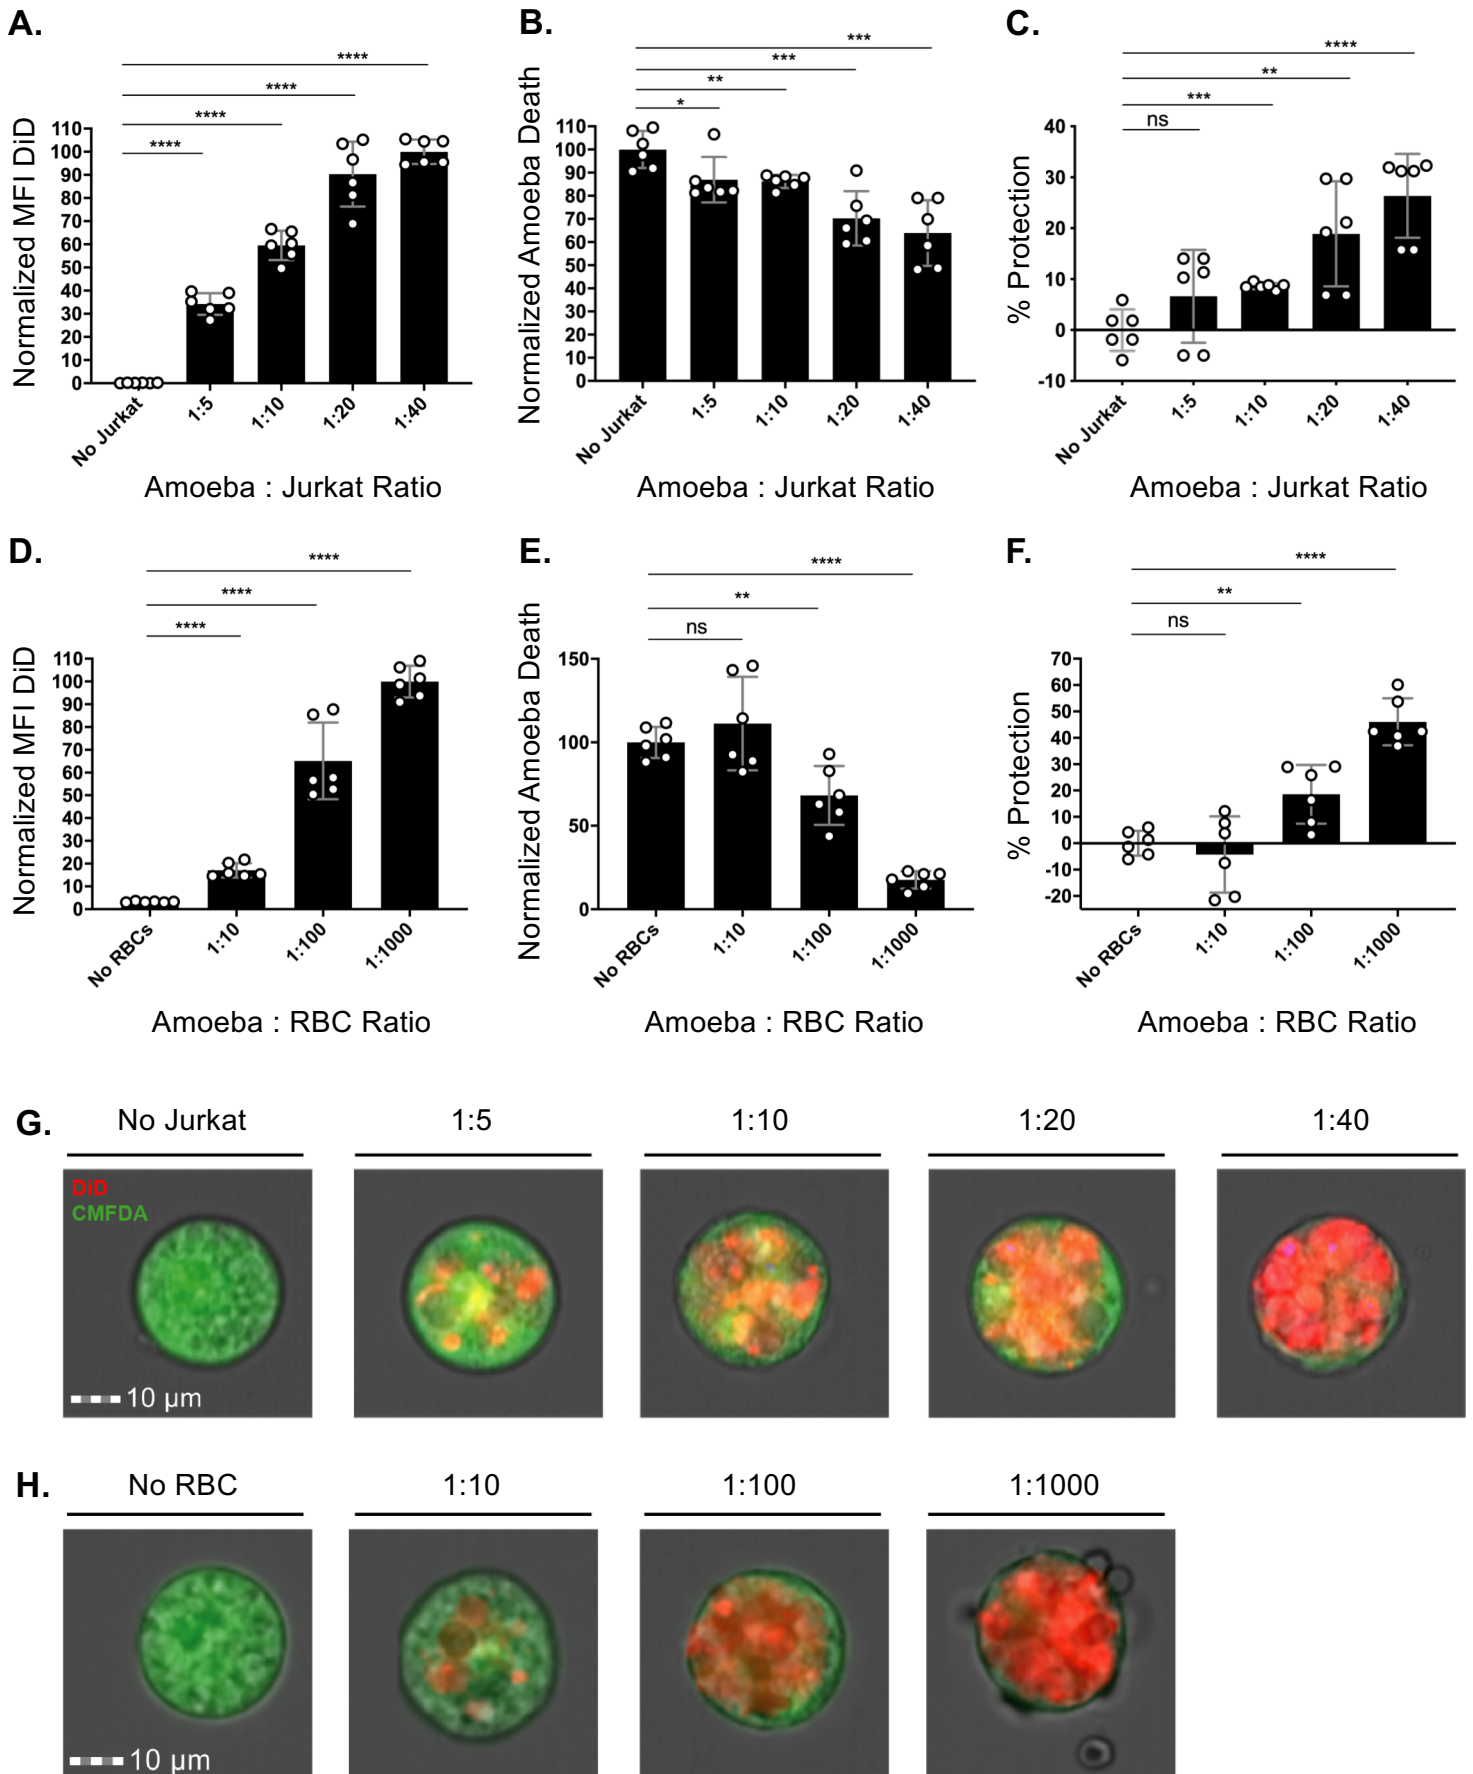 A.
Normalized MFI DiD
****
****
****
****
110
100
90
80
70
60
50
40
30
20
10
0
No Jurkat
1:5
1:10
1:20
1:40
Amoeba : Jurkat Ratio
B.
Normalized Amoeba Death
***
***
**
*
110
100
90
80
70
60
50
40
30
20
10
0
No Jurkat
1:5
1:10
1:20
1:40
Amoeba : Jurkat Ratio
C.
% Protection
****
**
***
ns
40
30
20
10
0
-10
No Jurkat
1:5
1:10
1:20
1:40
Amoeba : Jurkat Ratio
D.
Normalized MFI DiD
****
****
****
110
100
90
80
70
60
50
40
30
20
10
0
No RBCs
1:10
1:100
1:1000
Amoeba : RBC Ratio
E.
Normalized Amoeba Death
****
**
ns
150
100
50
0
No RBCs
1:10
1:100
1:1000
Amoeba : RBC Ratio
F.
% Protection
****
**
ns
70
60
50
40
30
20
10
0
-10
-20
No RBCs
1:10
1:100
1:1000
Amoeba : RBC Ratio
G.
No Jurkat
1:5
1:10
1:20
1:40
DiD
CMFDA
10 µm
H.
No RBC
1:10
1:100
1:1000
10 µm